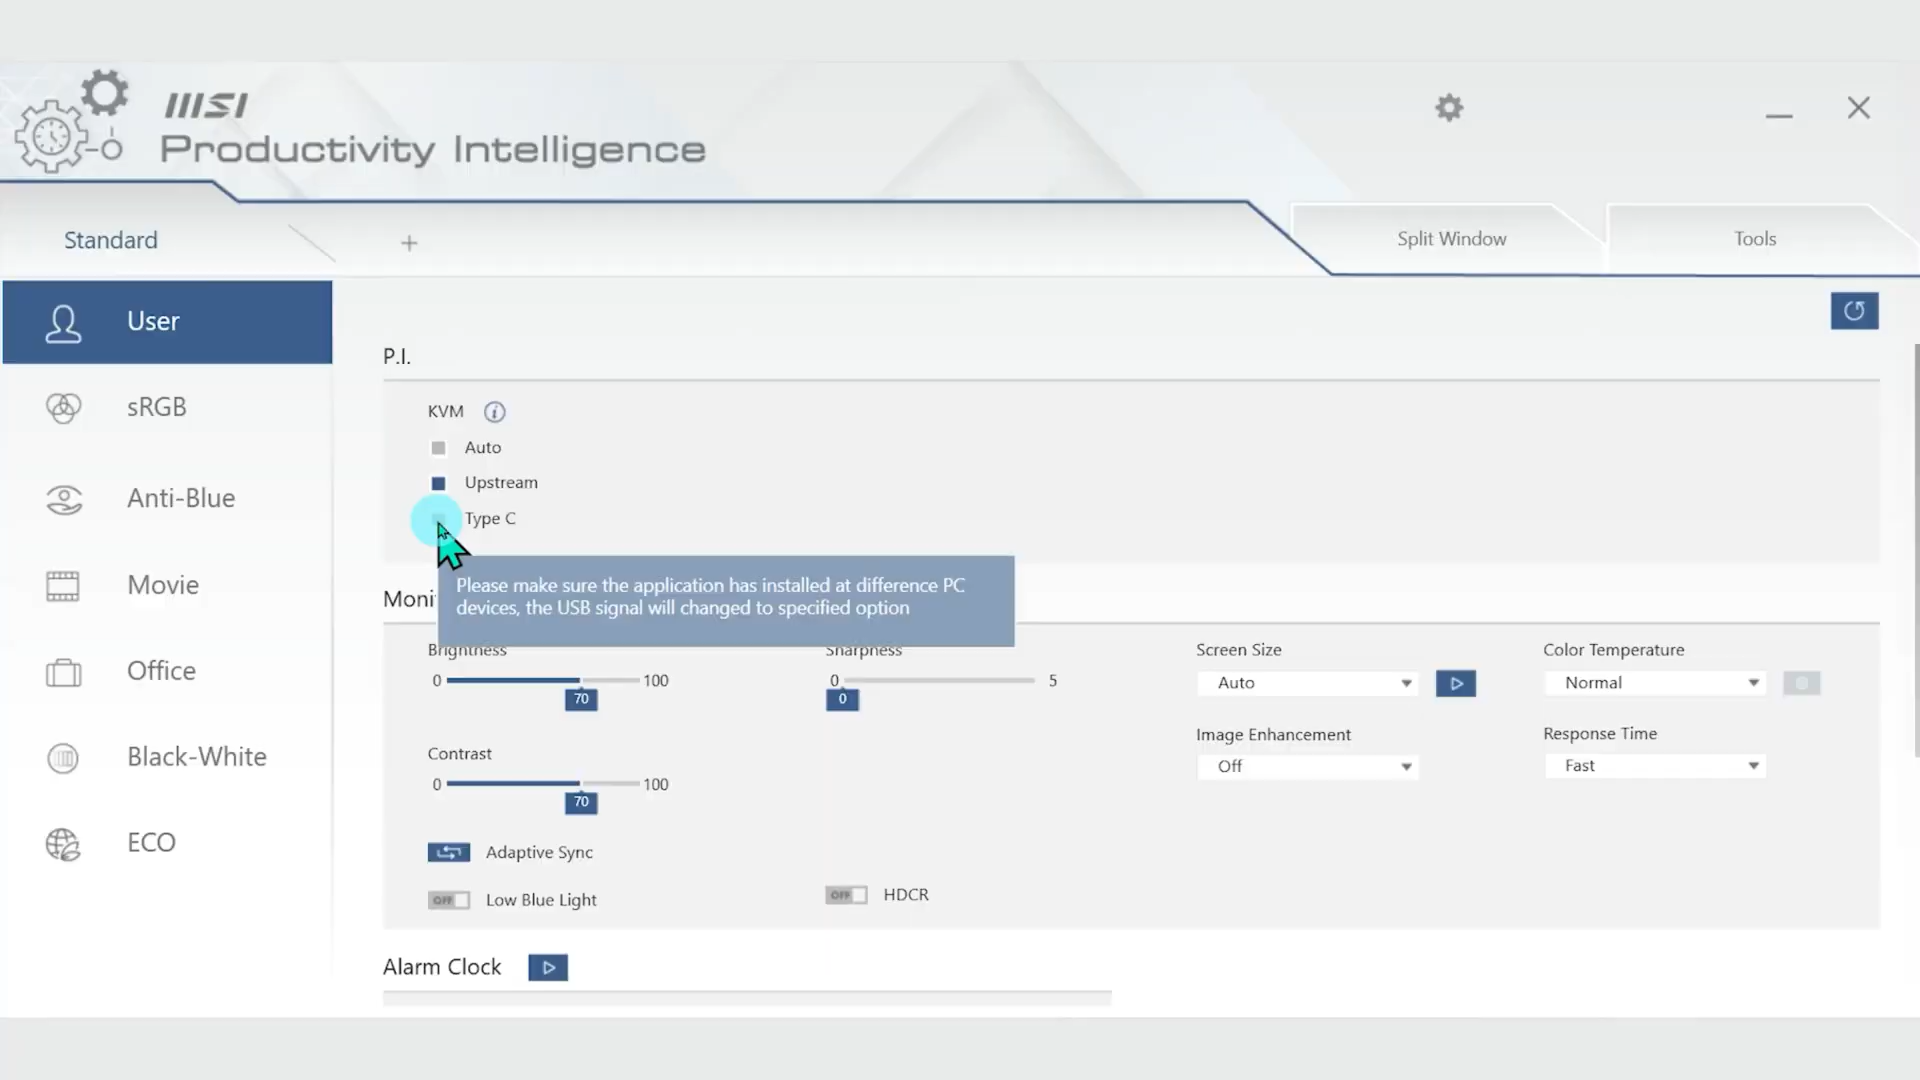 msi
Productivity Intelligence
Standard
+
Split Window
Tools
User
sRGB
Anti-Blue
Movie
Office
Black-White
ECO
P.I.
KVM
Auto
Upstream
Type C
Please make sure the application has installed at difference PC
devices, the USB signal will changed to specified option
Moni
Brightness
0 100
70
Contrast
0 100
70
Adaptive Sync
OFF Low Blue Light
Sharpness
0 5
0
OFF HDCR
Screen Size
Auto
Image Enhancement
Off
Color Temperature
Normal
Response Time
Fast
Alarm Clock